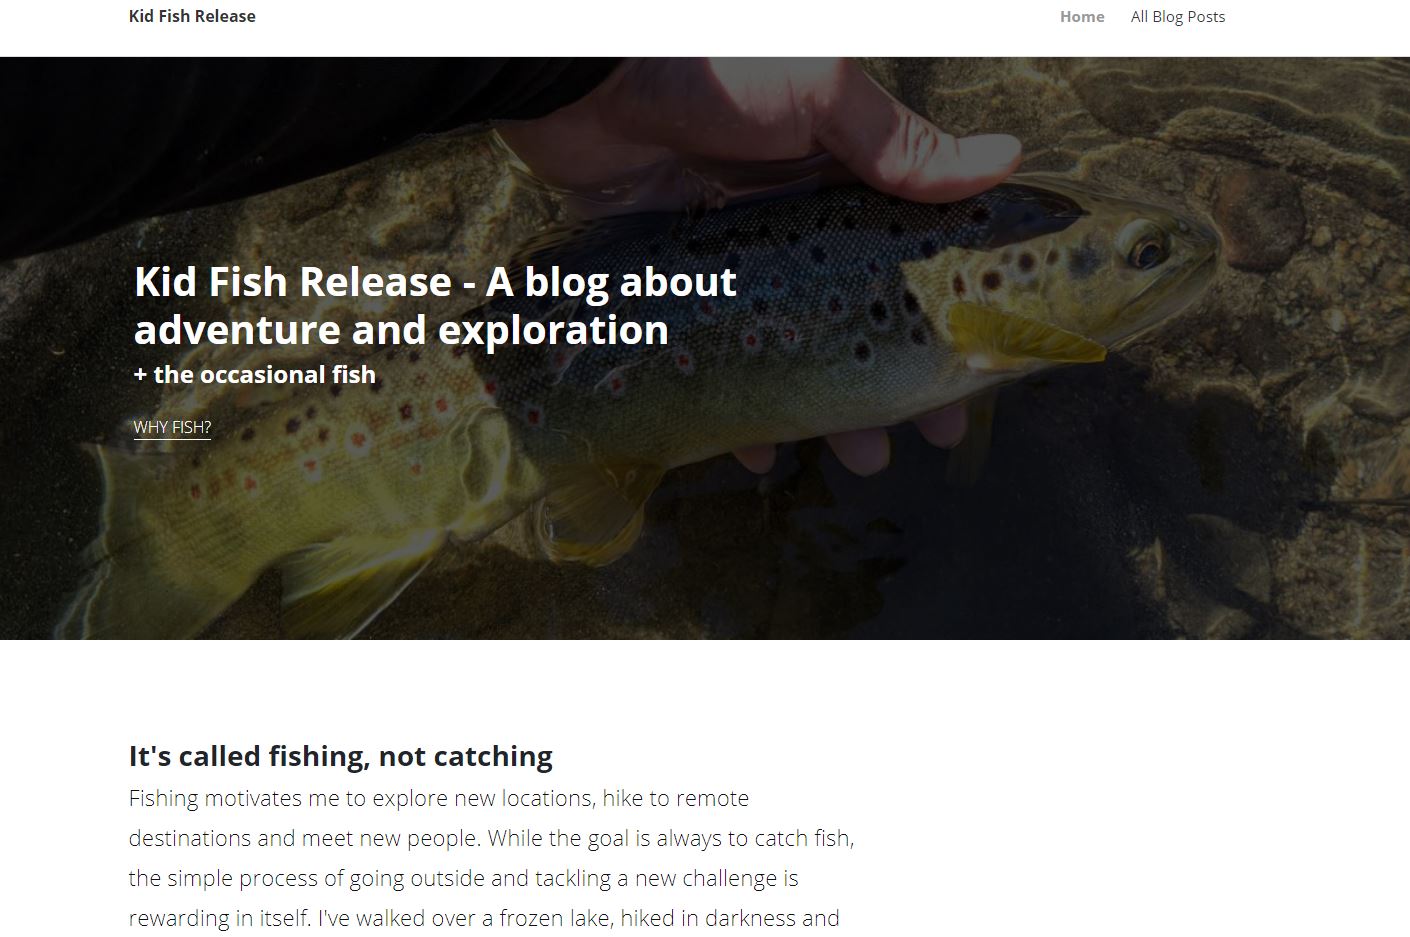 Kid Fish Release
Home
All Blog Posts
Kid Fish Release - A blog about
adventure and exploration
+ the occasional fish
WHY FISH?
It's called fishing, not catching
Fishing motivates me to explore new locations, hike to remote
destinations and meet new people. While the goal is always to catch fish,
the simple process of going outside and tackling a new challenge is
rewarding in itself. I've walked over a frozen lake, hiked in darkness and